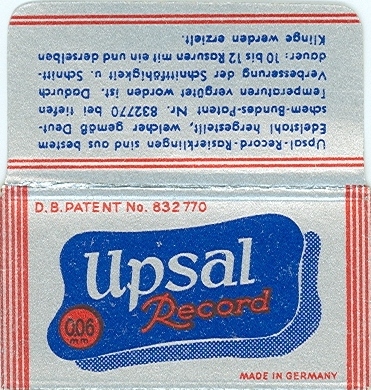 Upsal-Record-Rasierklingen sind aus bestem
Edelstahl hergestellt, welcher gemäß Deut-
schem-Bundes-Patent Nr. 832770 bei tiefen
Temperaturen vergütet worden ist. Dadurch
Verbesserung der Schnittfähigkeit u. Schnitt-
dauer: 10 bis 12 Rasuren mit ein und derselben
Klinge werden erzielt.
D.B. PATENT No. 832770
Upsal
Record
0,06
mm
MADE IN GERMANY